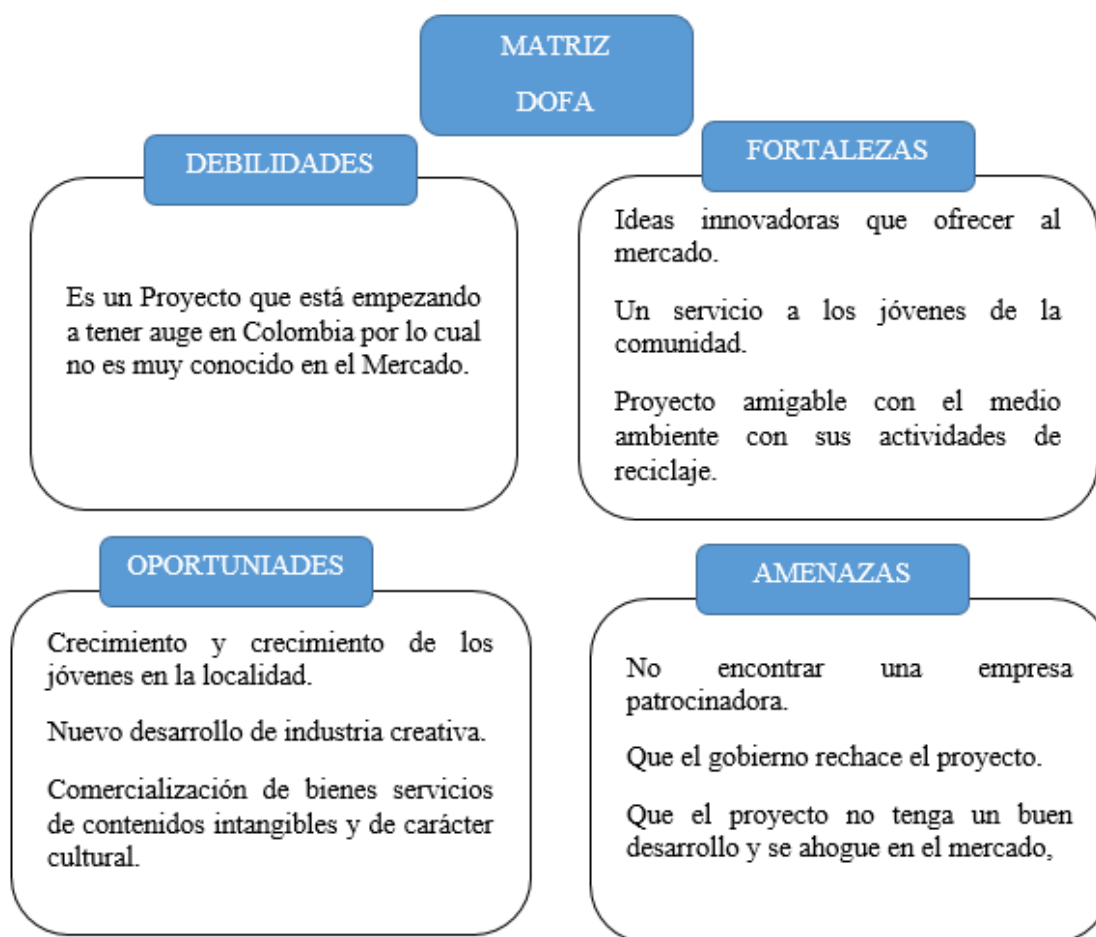 MATRIZ
DOFA
DEBILIDADES
Es un Proyecto que está empezando
a tener auge en Colombia por lo cual
no es muy conocido en el Mercado.
FORTALEZAS
Ideas innovadoras que ofrecer al
mercado.
Un servicio a los jóvenes de la
comunidad.
Proyecto amigable con el medio
ambiente con sus actividades de
reciclaje.
OPORTUNIADES
Crecimiento y crecimiento de los
jóvenes en la localidad.
Nuevo desarrollo de industria creativa.
Comercialización de bienes servicios
de contenidos intangibles y de carácter
cultural.
AMENAZAS
No encontrar una empresa
patrocinadora.
Que el gobierno rechace el proyecto.
Que el proyecto no tenga un buen
desarrollo y se ahogue en el mercado,